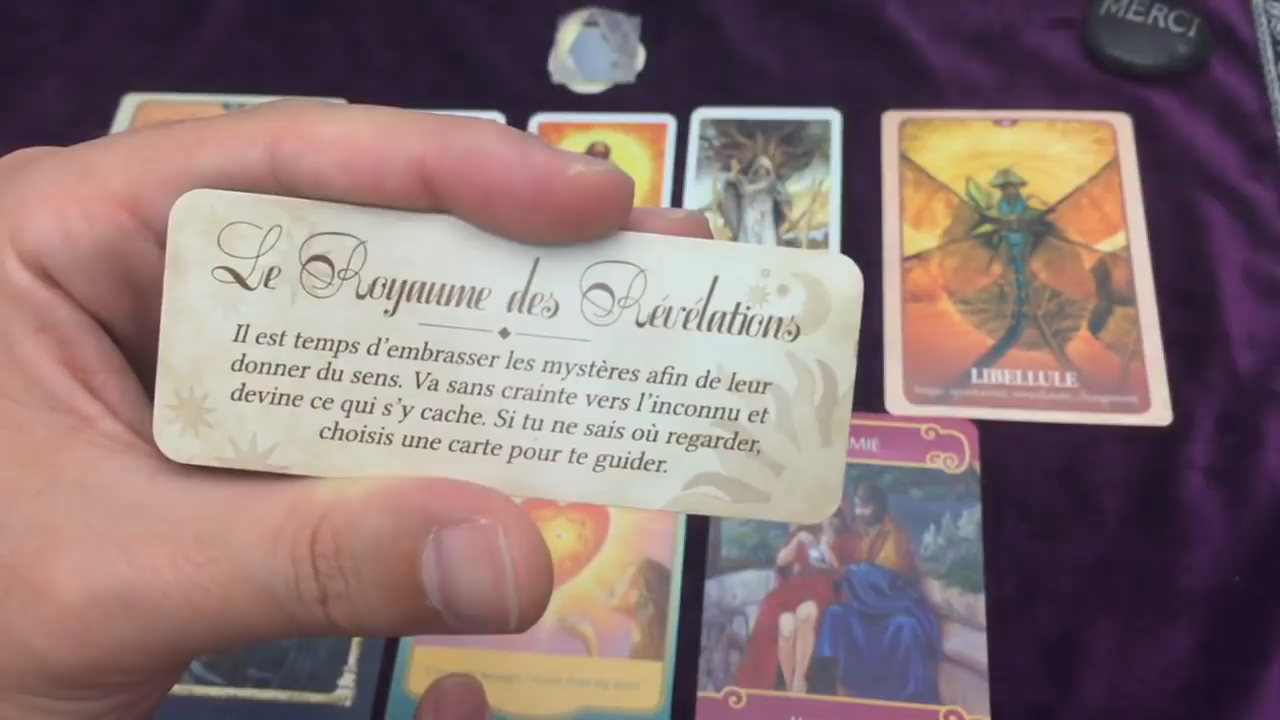 MERCI
Le Royaume des Révélations
Il est temps d'embrasser les mystères afin de leur
donner du sens. Va sans crainte vers l'inconnu et
devine ce qui s'y cache. Si tu ne sais où regarder,
choisis une carte pour te guider.
LIBELLULE
MIE